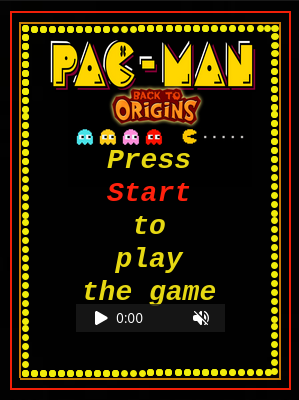 PAC-MAN
BACK TO
ORIGINS
Press
Start
to
play
the game
0:00